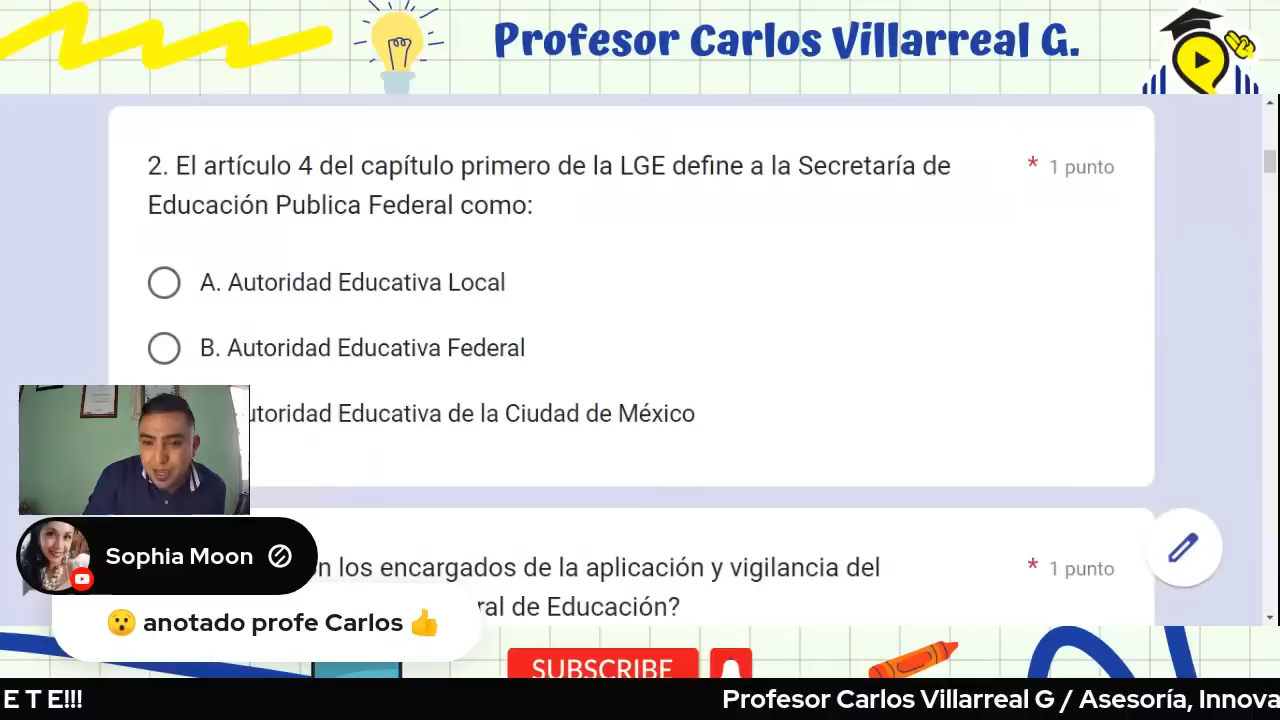 Profesor Carlos Villarreal G.
2. El artículo 4 del capítulo primero de la LGE define a la Secretaría de
Educación Publica Federal como:
* 1 punto
A. Autoridad Educativa Local
B. Autoridad Educativa Federal
utoridad Educativa de la Ciudad de México
Sophia Moon
n los encargados de la aplicación y vigilancia del
* 1 punto
ral de Educación?
😮 anotado profe Carlos 👍
SUBSCRIBE
E T E!!!
Profesor Carlos Villarreal G / Asesoría, Innova